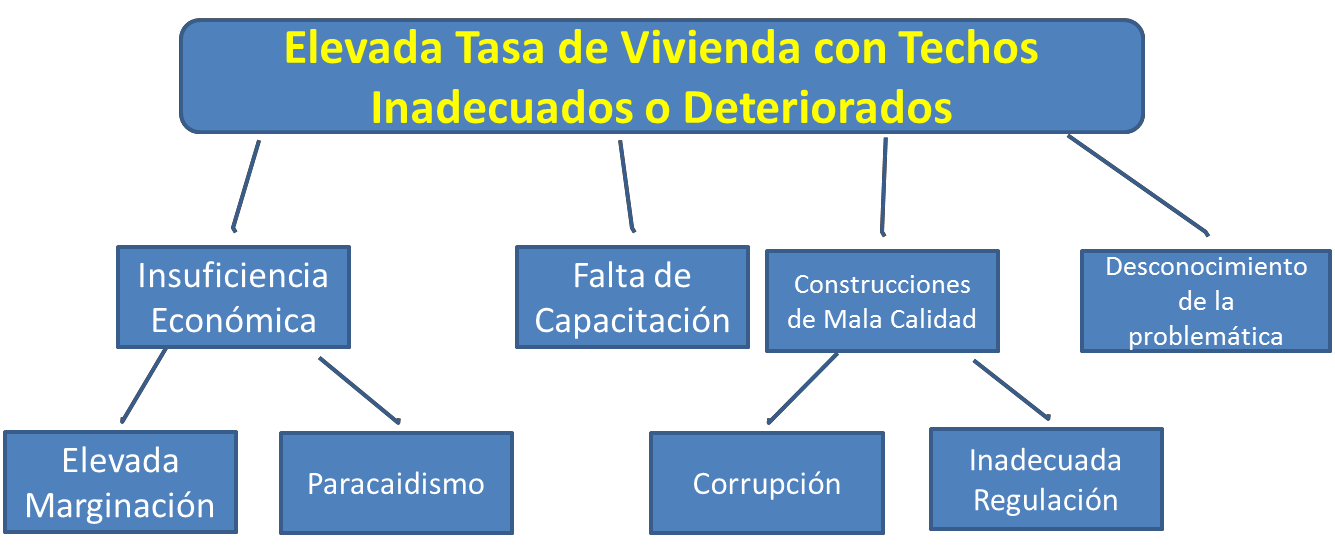 Elevada Tasa de Vivienda con Techos
Inadecuados o Deteriorados
Insuficiencia
Económica
Falta de
Capacitación
Construcciones
de Mala Calidad
Desconocimiento
de la
problemática
Elevada
Marginación
Paracaidismo
Corrupción
Inadecuada
Regulación